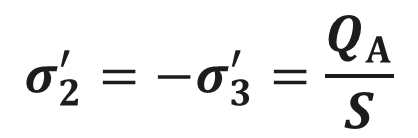 σ′₂ = −σ′₃ = Q_A / S